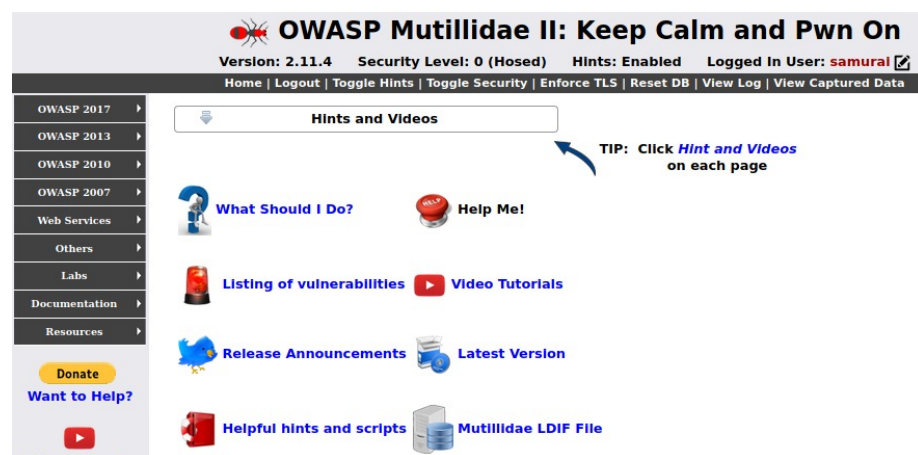 OWASP Mutillidae II: Keep Calm and Pwn On
Version: 2.11.4 Security Level: 0 (Hosed) Hints: Enabled Logged In User: samurai
Home | Logout | Toggle Hints | Toggle Security | Enforce TLS | Reset DB | View Log | View Captured Data
OWASP 2017
OWASP 2013
OWASP 2010
OWASP 2007
Web Services
Others
Labs
Documentation
Resources
Donate
Want to Help?
Hints and Videos
TIP: Click Hint and Videos
on each page
What Should I Do?
HELP
Help Me!
Listing of vulnerabilities
Video Tutorials
Release Announcements
Latest Version
Helpful hints and scripts
Mutillidae LDIF File